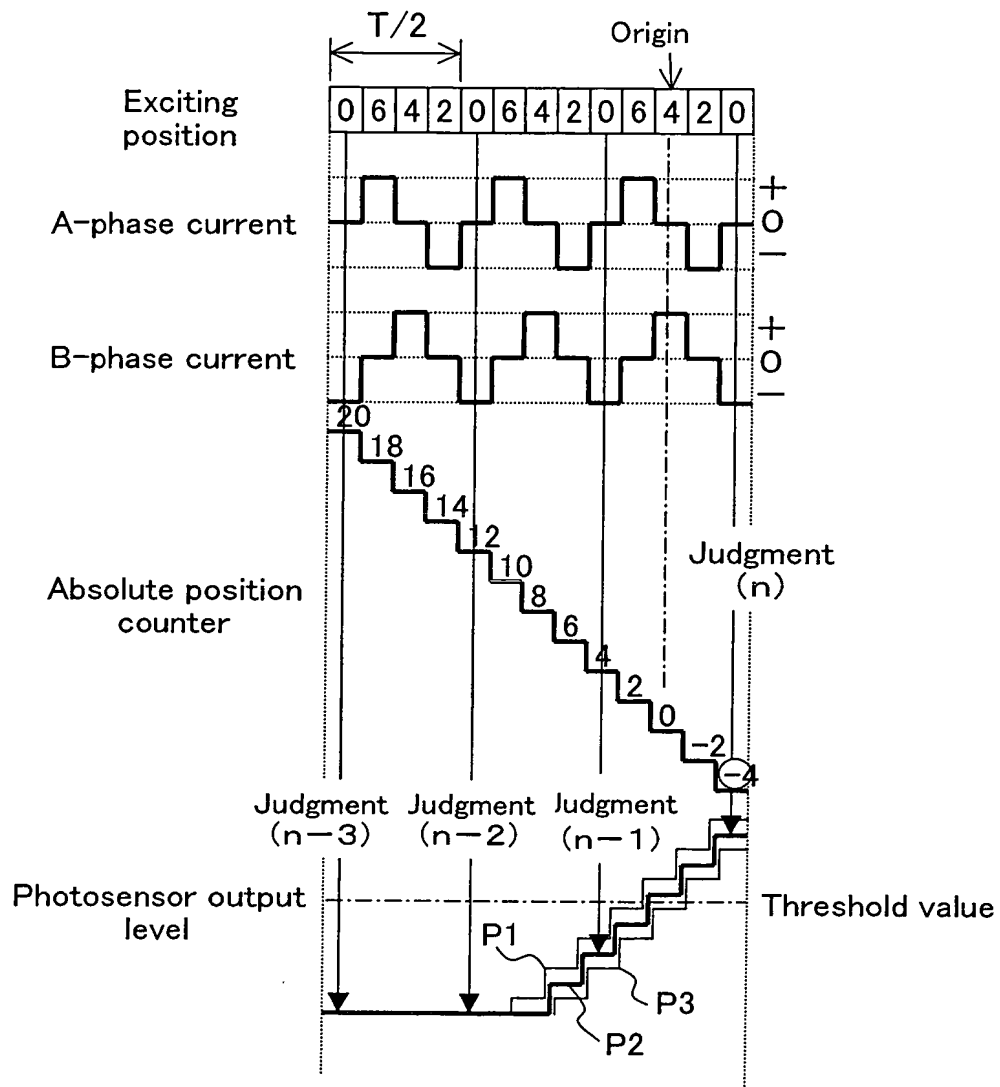 T/2
Origin
Exciting
position
0 6 4 2 0 6 4 2 0 6 4 2 0
A-phase current
+
0
−
B-phase current
+
0
−
20
18
16
14
12
10
8
6
4
2
0
-2
-4
Absolute position
counter
Judgment
(n)
Judgment
(n-3)
Judgment
(n-2)
Judgment
(n-1)
Photosensor output
level
Threshold value
P1
P3
P2